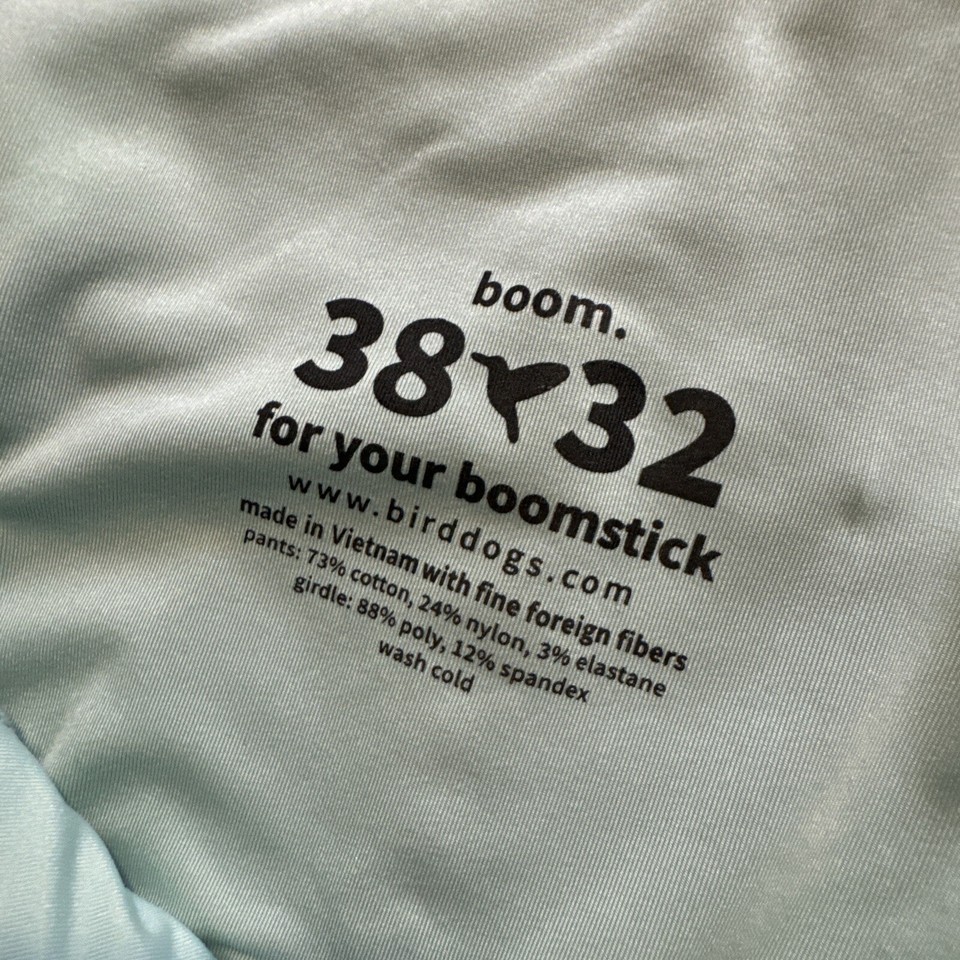 boom.
38 32
for your boomstick
www.birddogs.com
made in Vietnam with fine foreign fibers
pants: 73% cotton, 24% nylon, 3% elastane
girdle: 88% poly, 12% spandex
wash cold